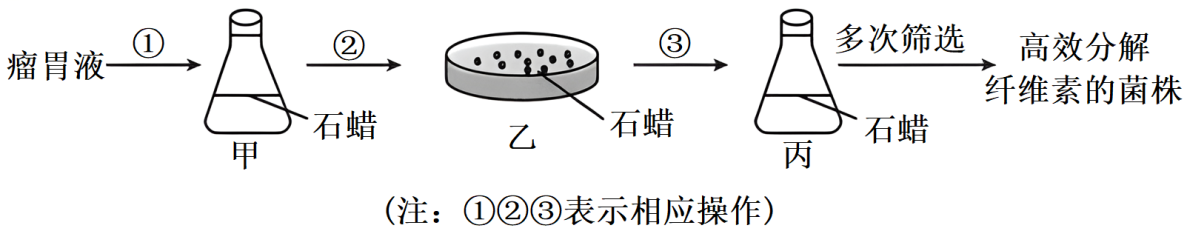 瘤胃液
①
②
③
多次筛选
高效分解
纤维素的菌株
石蜡
石蜡
石蜡
甲
乙
丙
(注：①②③表示相应操作)